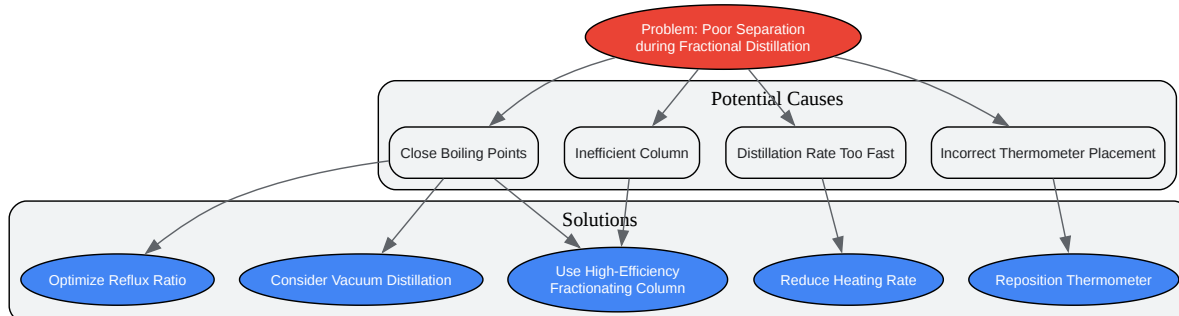 Problem: Poor Separation
during Fractional Distillation
Potential Causes
Close Boiling Points
Inefficient Column
Distillation Rate Too Fast
Incorrect Thermometer Placement
Solutions
Optimize Reflux Ratio
Consider Vacuum Distillation
Use High-Efficiency
Fractionating Column
Reduce Heating Rate
Reposition Thermometer